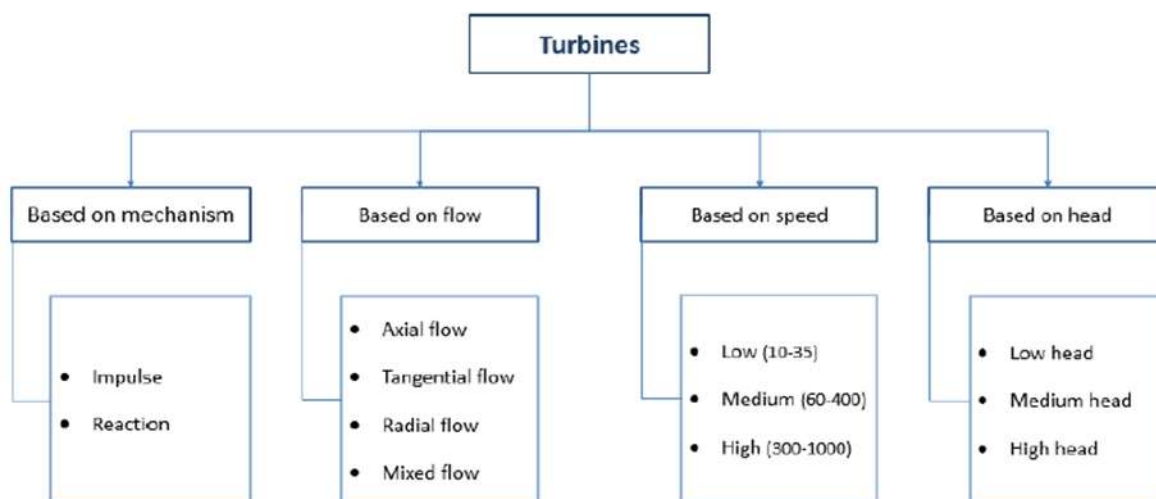 Turbines
Based on mechanism
Based on flow
Based on speed
Based on head
• Impulse
• Reaction
• Axial flow
• Tangential flow
• Radial flow
• Mixed flow
• Low (10-35)
• Medium (60-400)
• High (300-1000)
• Low head
• Medium head
• High head